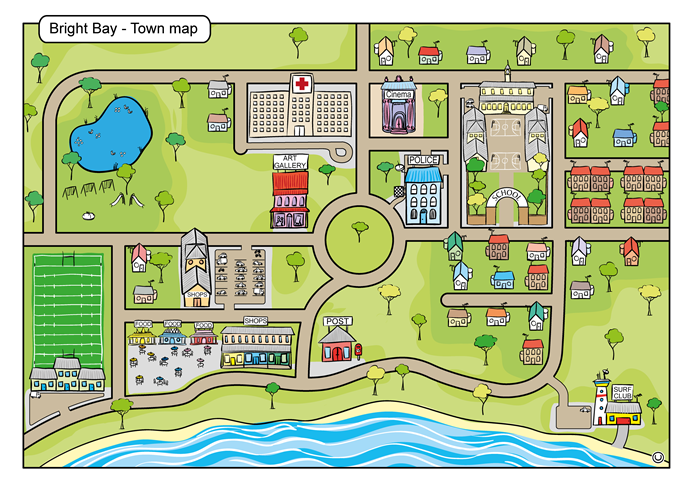 Bright Bay - Town map
Cinema
ART
GALLERY
POLICE
SCHOOL
SHOPS
FOOD
FOOD
FOOD
SHOPS
POST
SURF
CLUB